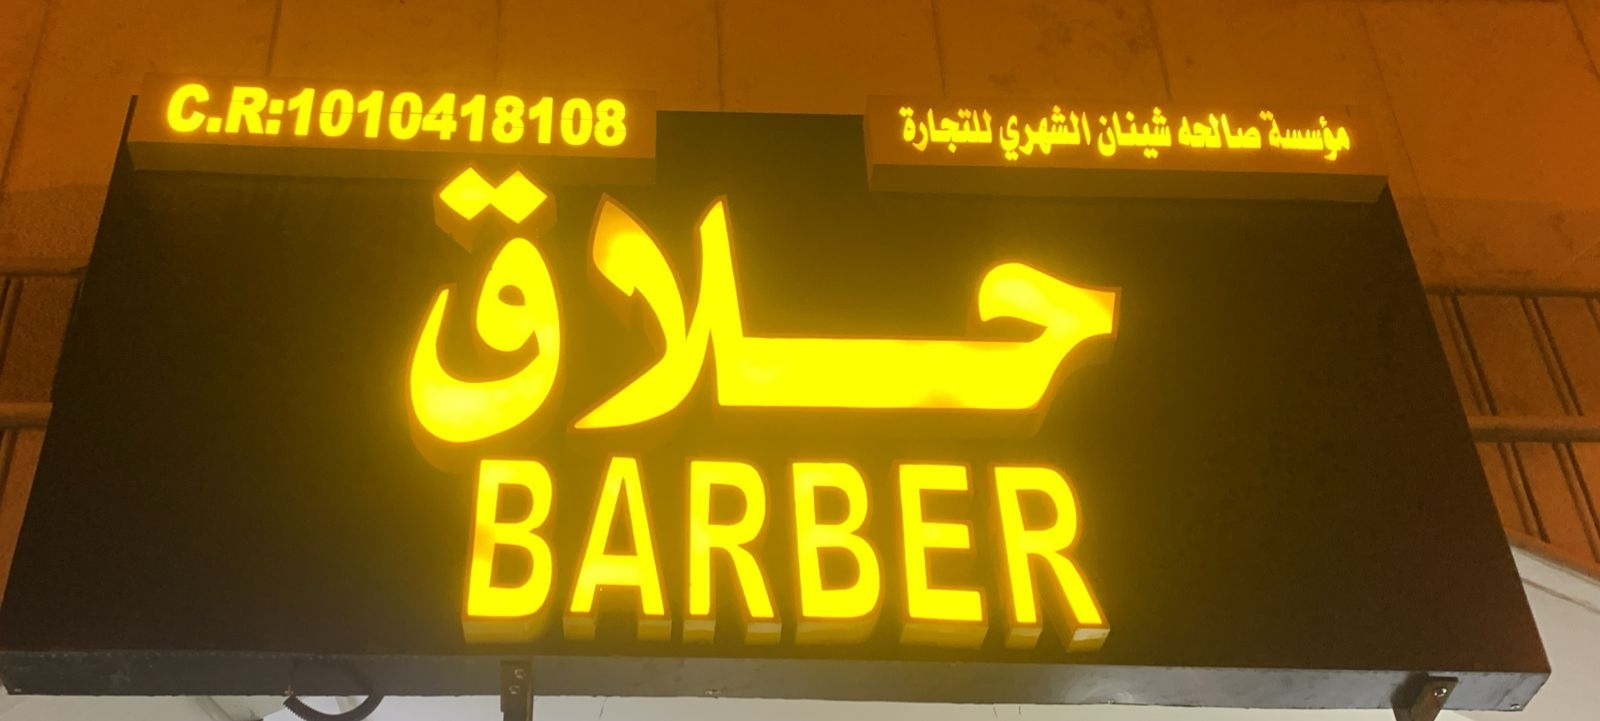 C.R:1010418108
مؤسسة صالحه شينان الشهري للتجارة
حلاق
BARBER